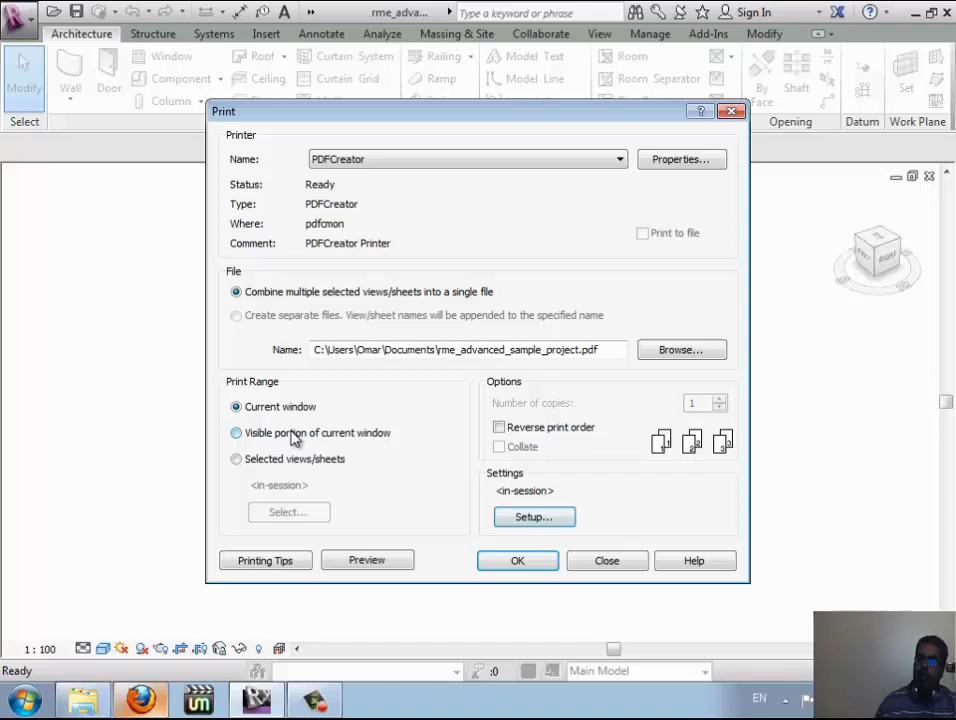 rme_adva...
Type a keyword or phrase
Sign In
Architecture
Structure
Systems
Insert
Annotate
Analyze
Massing & Site
Collaborate
View
Manage
Add-Ins
Modify
Modify
Wall
Door
Window
Component
Column
Roof
Ceiling
Curtain System
Curtain Grid
Railing
Ramp
Model Text
Model Line
Room
Room Separator
By
Face
Shaft
Set
Select
Opening
Datum
Work Plane
Print
Printer
Name:
PDFCreator
Properties...
Status:
Ready
Type:
PDFCreator
Where:
pdfcmon
Comment:
PDFCreator Printer
Print to file
File
Combine multiple selected views/sheets into a single file
Create separate files. View/sheet names will be appended to the specified name
Name:
C:\Users\Omar\Documents\rme_advanced_sample_project.pdf
Browse...
Print Range
Current window
Visible portion of current window
Selected views/sheets
<in-session>
Select...
Options
Number of copies:
1
Reverse print order
Collate
Settings
<in-session>
Setup...
Printing Tips
Preview
OK
Close
Help
RIGHT
1 : 100
Ready
:0
Main Model
EN